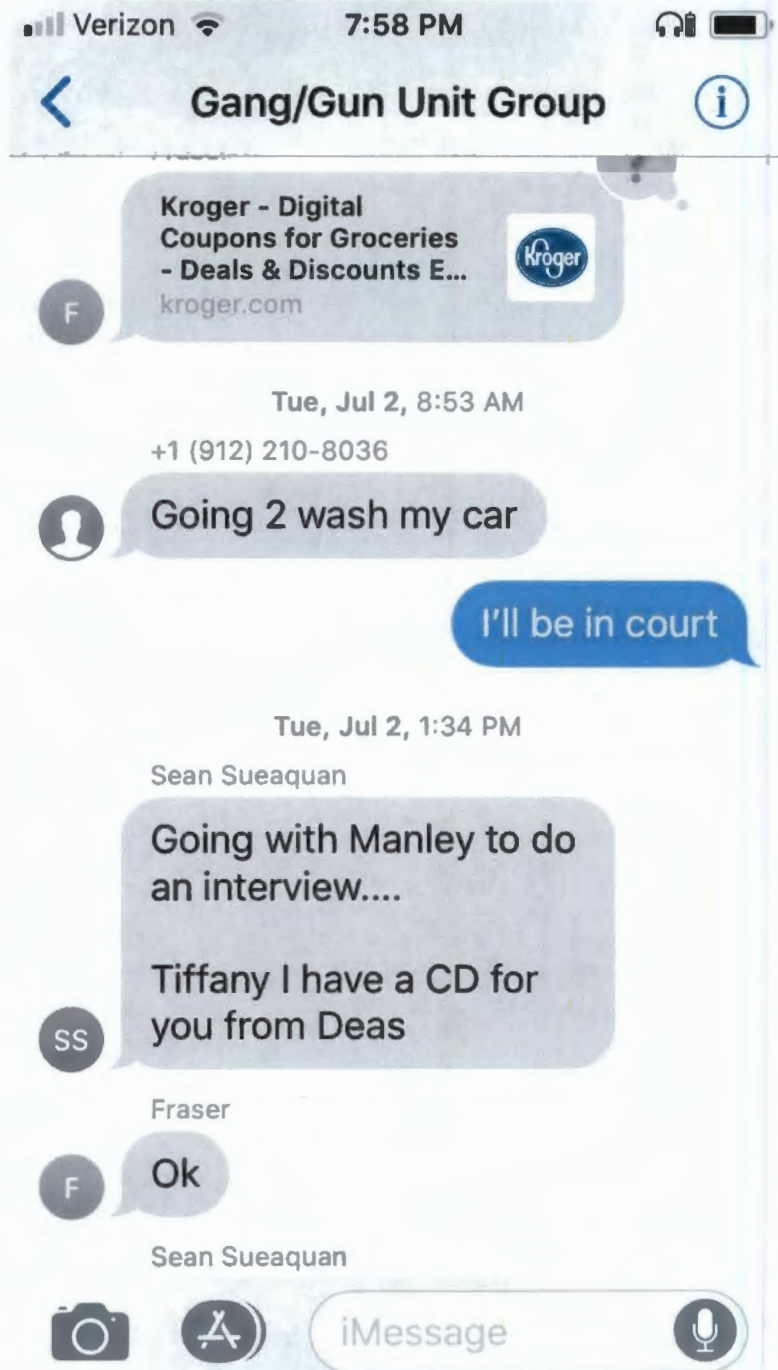 Verizon 7:58 PM
Gang/Gun Unit Group
Kroger - Digital
Coupons for Groceries
- Deals & Discounts E...
kroger.com
Kroger
F
Tue, Jul 2, 8:53 AM
+1 (912) 210-8036
Going 2 wash my car
I'll be in court
Tue, Jul 2, 1:34 PM
Sean Sueaquan
Going with Manley to do
an interview....
Tiffany I have a CD for
you from Deas
SS
Fraser
Ok
F
Sean Sueaquan
iMessage